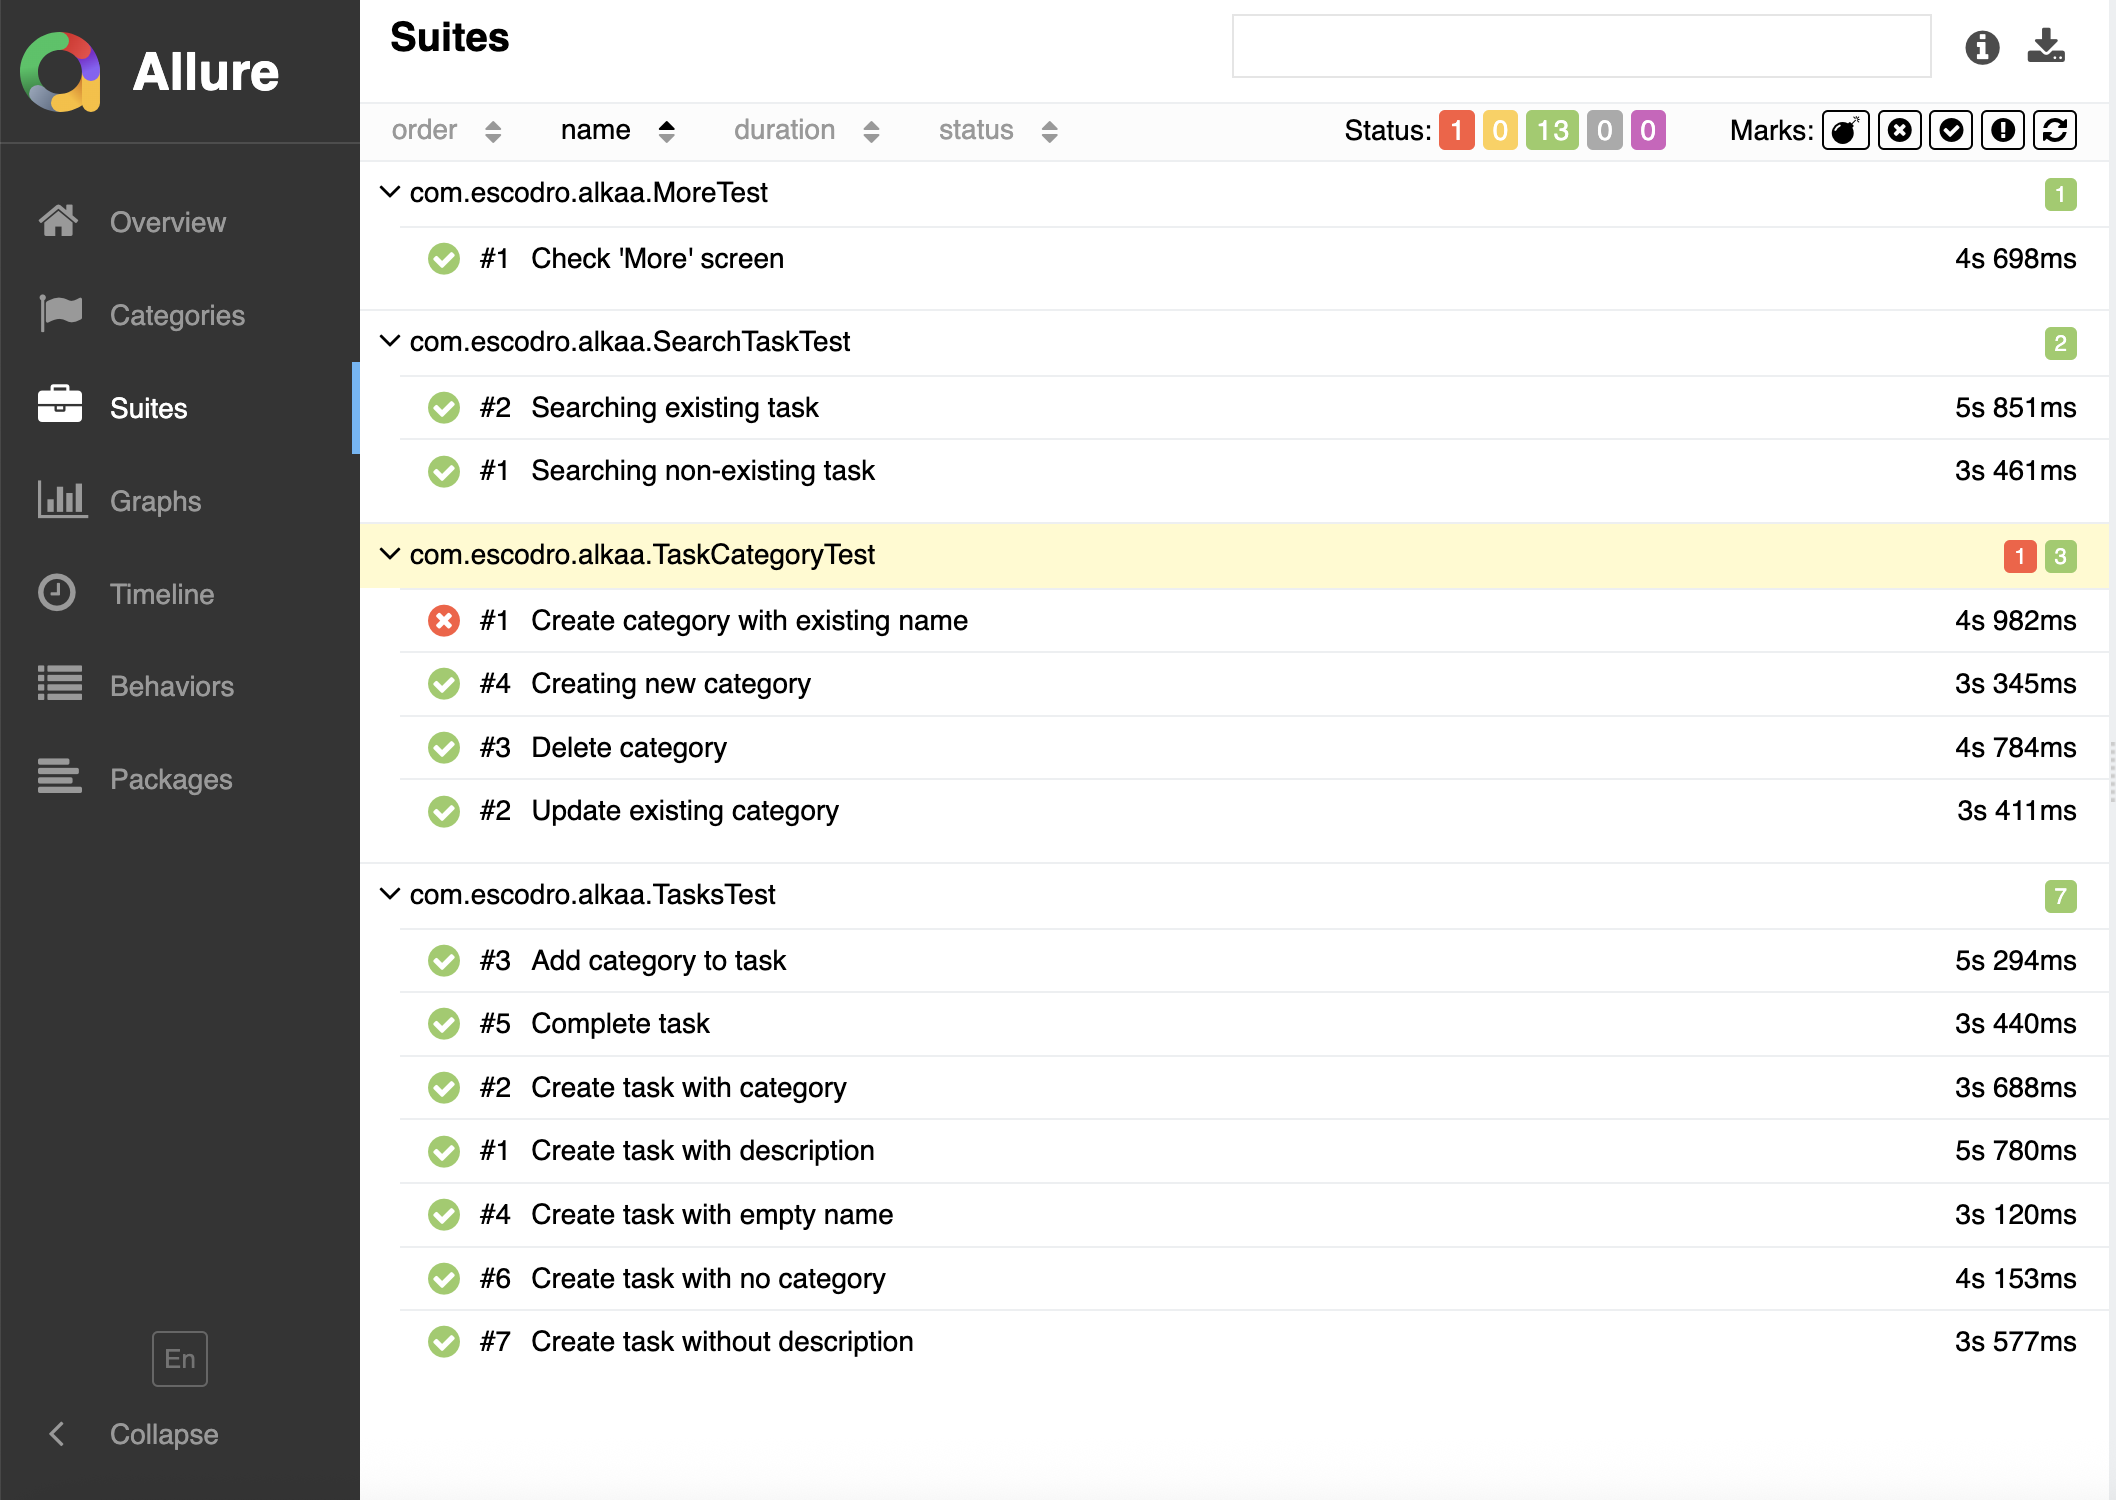 Allure
Overview
Categories
Suites
Graphs
Timeline
Behaviors
Packages
En
Collapse
Suites
order name duration status Status: 1 0 13 0 0 Marks:
com.escodro.alkaa.MoreTest 1
#1 Check 'More' screen 4s 698ms
com.escodro.alkaa.SearchTaskTest 2
#2 Searching existing task 5s 851ms
#1 Searching non-existing task 3s 461ms
com.escodro.alkaa.TaskCategoryTest 1 3
#1 Create category with existing name 4s 982ms
#4 Creating new category 3s 345ms
#3 Delete category 4s 784ms
#2 Update existing category 3s 411ms
com.escodro.alkaa.TasksTest 7
#3 Add category to task 5s 294ms
#5 Complete task 3s 440ms
#2 Create task with category 3s 688ms
#1 Create task with description 5s 780ms
#4 Create task with empty name 3s 120ms
#6 Create task with no category 4s 153ms
#7 Create task without description 3s 577ms